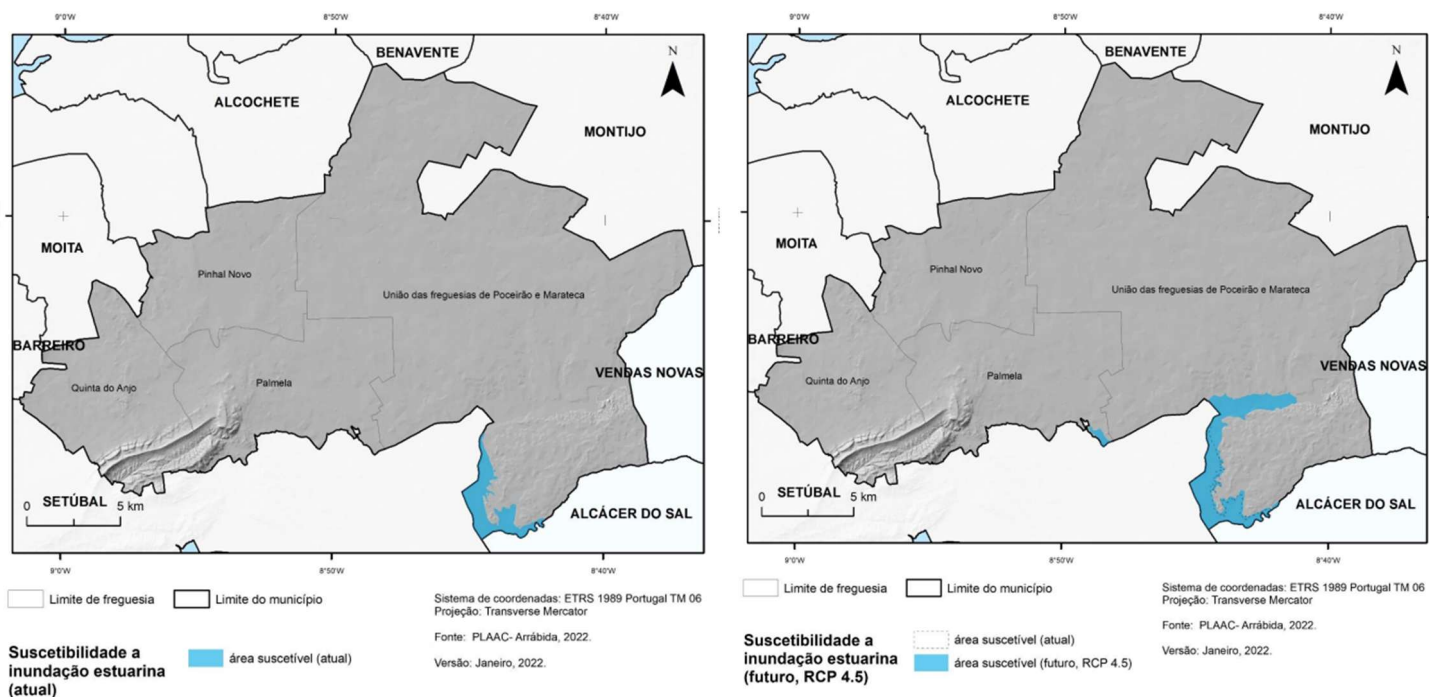 9°0'W
8°50'W
8°40'W
BENAVENTE
N
ALCOCHETE
MONTIJO
MOITA
Pinhal Novo
União das freguesias de Poceirão e Marateca
BARREIRO
VENDAS NOVAS
Quinta do Anjo
Palmela
SETÚBAL
0 5 km
ALCÁCER DO SAL
9°0'W
8°50'W
8°40'W
Limite de freguesia
Limite do município
Sistema de coordenadas: ETRS 1989 Portugal TM 06
Projeção: Transverse Mercator
Fonte: PLAAC- Arrábida, 2022.
Versão: Janeiro, 2022.
Suscetibilidade a
inundação estuarina
(atual)
área suscetível (atual)
9°0'W
8°50'W
8°40'W
BENAVENTE
N
ALCOCHETE
MONTIJO
MOITA
Pinhal Novo
União das freguesias de Poceirão e Marateca
BARREIRO
VENDAS NOVAS
Quinta do Anjo
Palmela
SETÚBAL
0 5 km
ALCÁCER DO SAL
9°0'W
8°50'W
8°40'W
Limite de freguesia
Limite do município
Sistema de coordenadas: ETRS 1989 Portugal TM 06
Projeção: Transverse Mercator
Fonte: PLAAC- Arrábida, 2022.
Versão: Janeiro, 2022.
Suscetibilidade a
inundação estuarina
(futuro, RCP 4.5)
área suscetível (atual)
área suscetível (futuro, RCP 4.5)